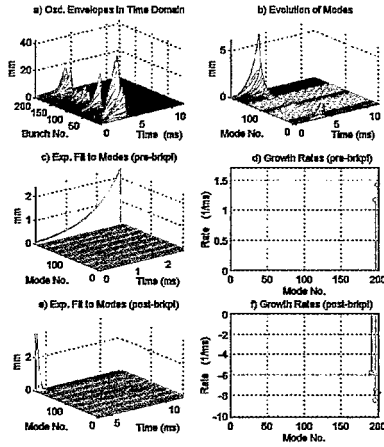 a) Osd. Envelopes in Time Domain
b) Evolution of Modes
mm
40
20
0
200
150
100
50
0
Bunch No.
0
5
10
Time (ms)
mm
5
0
100
0
Mode No.
0
5
10
Time (ms)
c) Exp. Fit to Modes (pre-brkpt)
d) Growth Rates (pre-brkpt)
mm
2
1
0
100
0
Mode No.
0
1
2
Time (ms)
Rate (1/ms)
1.5
1
0.5
0
0
100
200
Mode No.
e) Exp. Fit to Modes (post-brkpt)
f) Growth Rates (post-brkpt)
mm
2
0
100
0
Mode No.
5
10
Time (ms)
Rate (1/ms)
0
-2
-4
-6
-8
-10
0
100
200
Mode No.